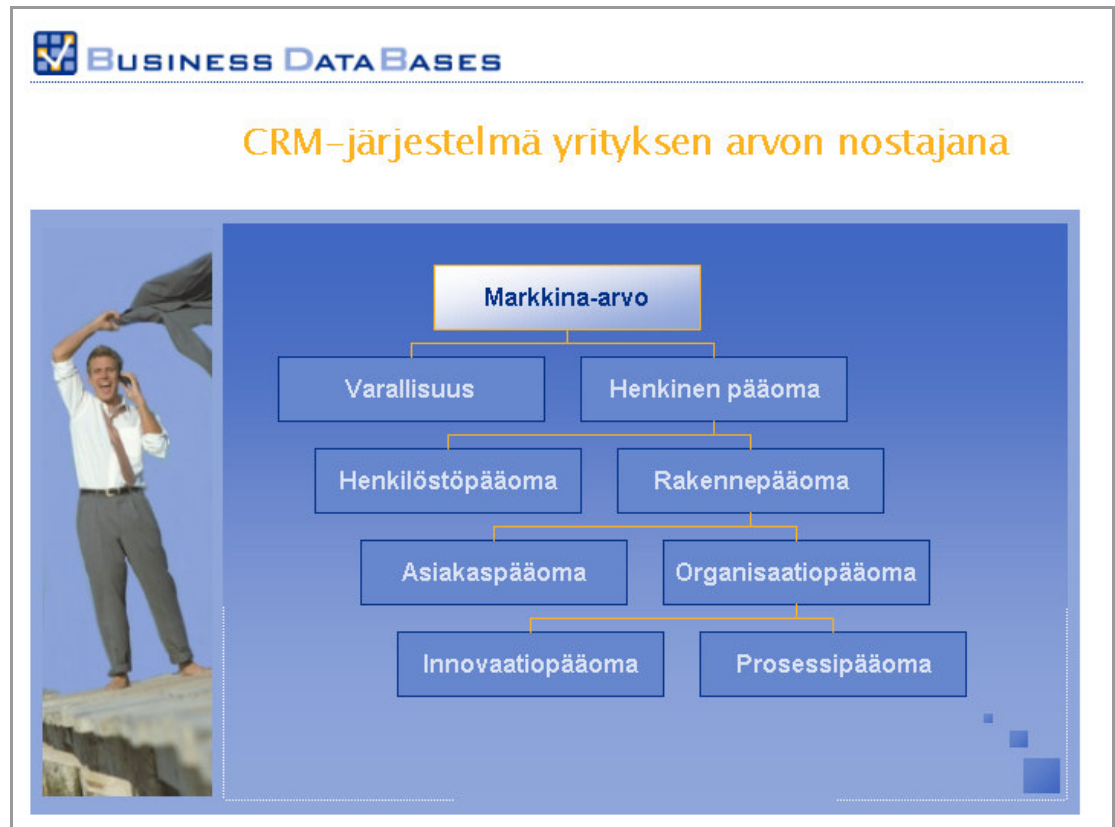 BUSINESS DATABASES
CRM-järjestelmä yrityksen arvon nostajana
Markkina-arvo
Varallisuus
Henkinen pääoma
Henkilöstöpääoma
Rakennepääoma
Asiakaspääoma
Organisaatiopääoma
Innovaatiopääoma
Prosessipääoma